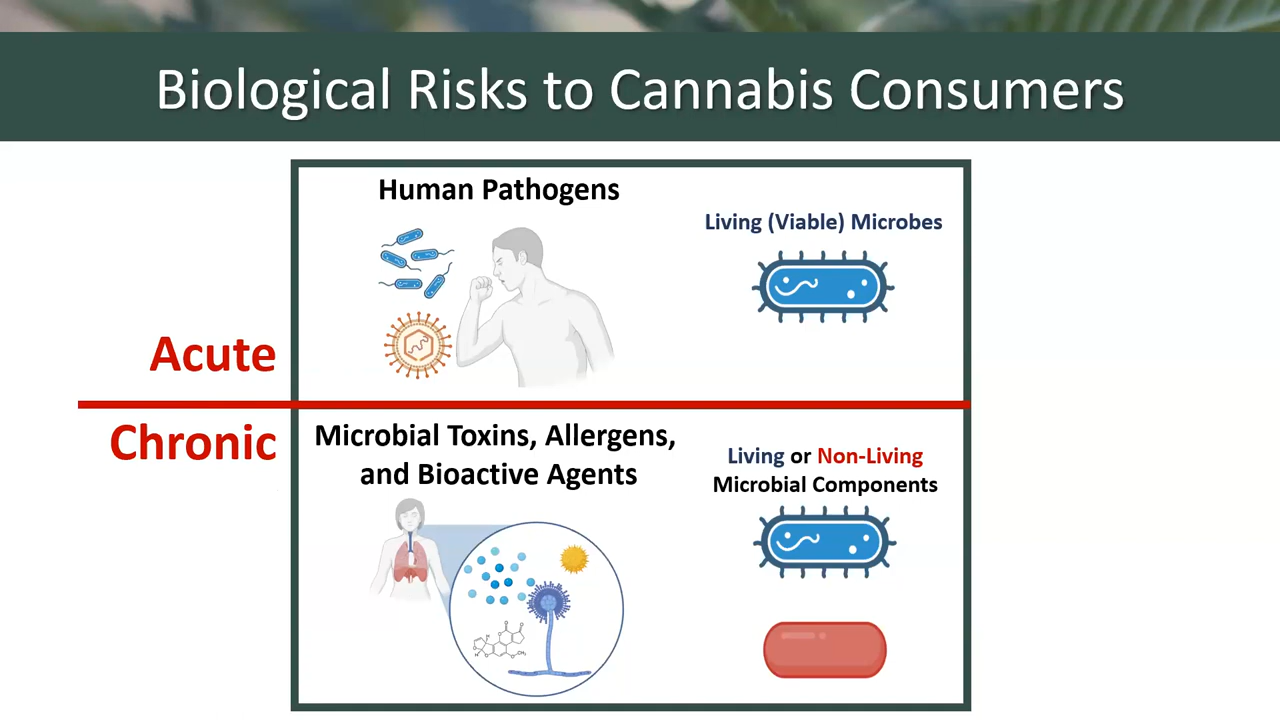 Biological Risks to Cannabis Consumers
Human Pathogens
Living (Viable) Microbes
Acute
Chronic
Microbial Toxins, Allergens,
and Bioactive Agents
Living or Non-Living
Microbial Components